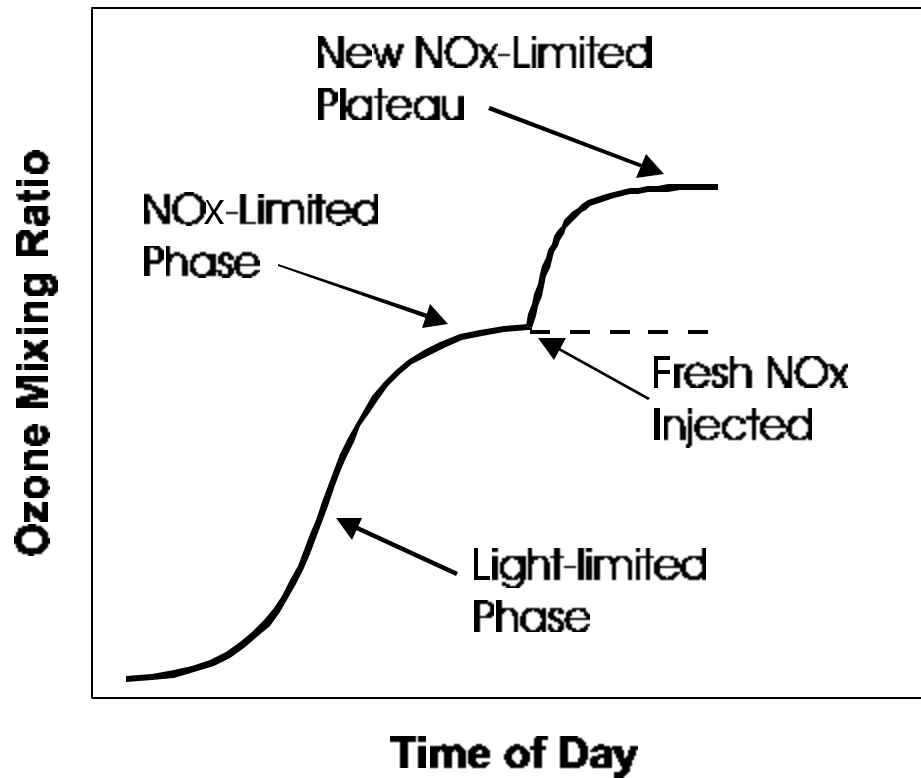 New NOx-Limited
Plateau
NOx-Limited
Phase
Fresh NOx
Injected
Light-limited
Phase
Ozone Mixing Ratio
Time of Day